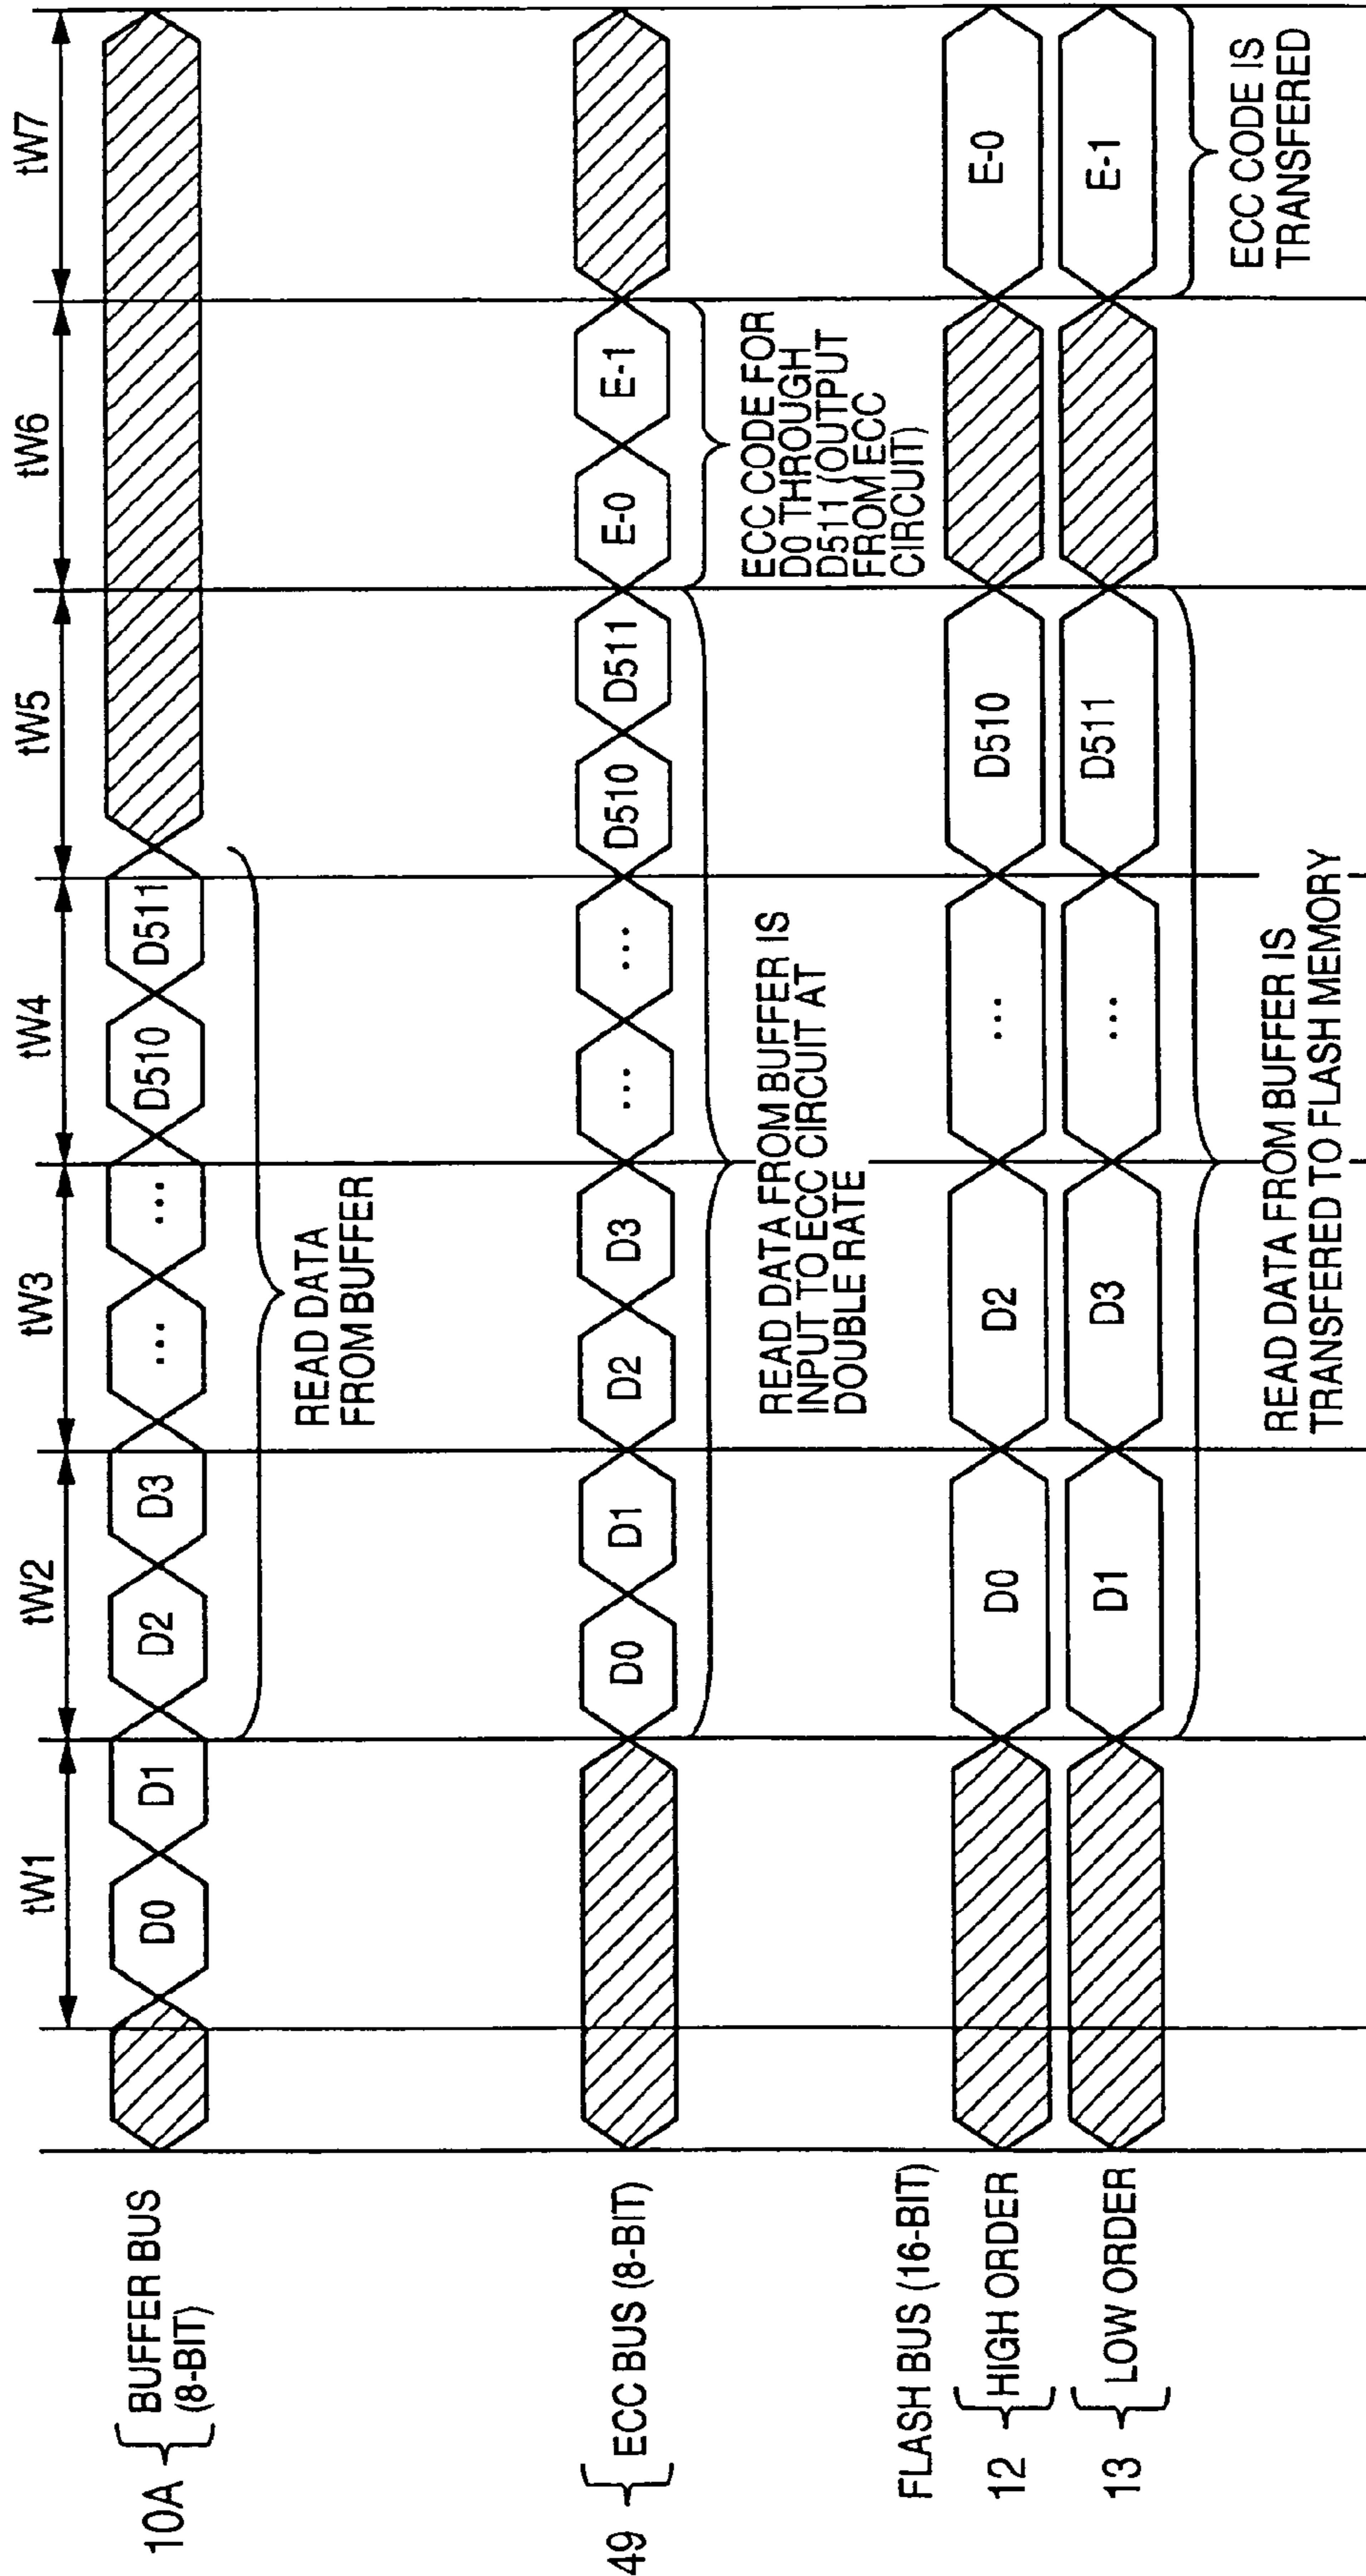 tW1 tW2 tW3 tW4 tW5 tW6 tW7
10A BUFFER BUS
(8-BIT)
D0 D1 D2 D3 ... ... D510 D511
READ DATA
FROM BUFFER
49 ECC BUS (8-BIT)
D0 D1 D2 D3 ... ... D510 D511 E-0 E-1
READ DATA FROM BUFFER IS
INPUT TO ECC CIRCUIT AT
DOUBLE RATE
ECC CODE FOR
D0 THROUGH
D511 (OUTPUT
FROM ECC
CIRCUIT)
FLASH BUS (16-BIT)
12 HIGH ORDER
D0 D2 ... D510 E-0
13 LOW ORDER
D1 D3 ... D511 E-1
READ DATA FROM BUFFER IS
TRANSFERED TO FLASH MEMORY
ECC CODE IS
TRANSFERED